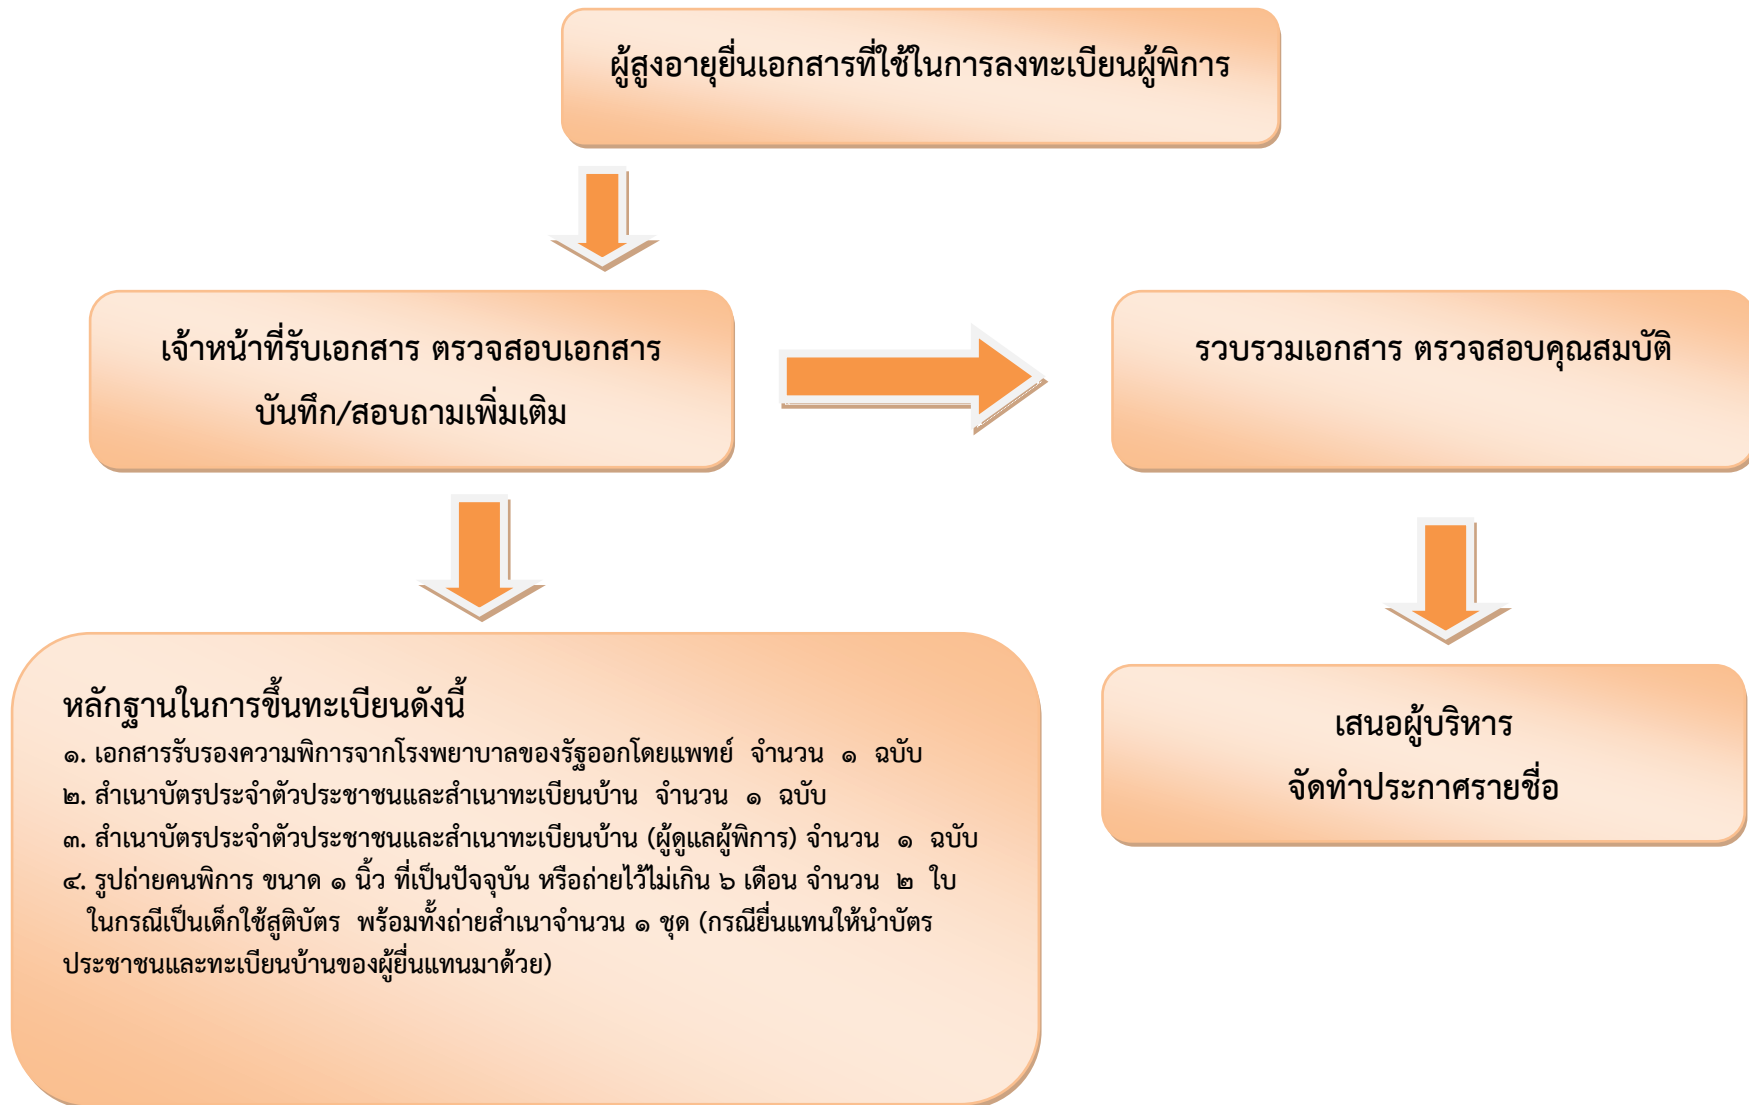 ผู้สูงอายุยื่นเอกสารที่ใช้ในการลงทะเบียนผู้พิการ
เจ้าหน้าที่รับเอกสาร ตรวจสอบเอกสาร
บันทึก/สอบถามเพิ่มเติม
รวบรวมเอกสาร ตรวจสอบคุณสมบัติ
หลักฐานในการขึ้นทะเบียนดังนี้
๑. เอกสารรับรองความพิการจากโรงพยาบาลของรัฐออกโดยแพทย์ จำนวน ๑ ฉบับ
๒. สำเนาบัตรประจำตัวประชาชนและสำเนาทะเบียนบ้าน จำนวน ๑ ฉบับ
๓. สำเนาบัตรประจำตัวประชาชนและสำเนาทะเบียนบ้าน (ผู้ดูแลผู้พิการ) จำนวน ๑ ฉบับ
๔. รูปถ่ายคนพิการ ขนาด ๑ นิ้ว ที่เป็นปัจจุบัน หรือถ่ายไว้ไม่เกิน ๖ เดือน จำนวน ๒ ใบ
ในกรณีเป็นเด็กใช้สูติบัตร พร้อมทั้งถ่ายสำเนาจำนวน ๑ ชุด (กรณียื่นแทนให้นำบัตร
ประชาชนและทะเบียนบ้านของผู้ยื่นแทนมาด้วย)
เสนอผู้บริหาร
จัดทำประกาศรายชื่อ